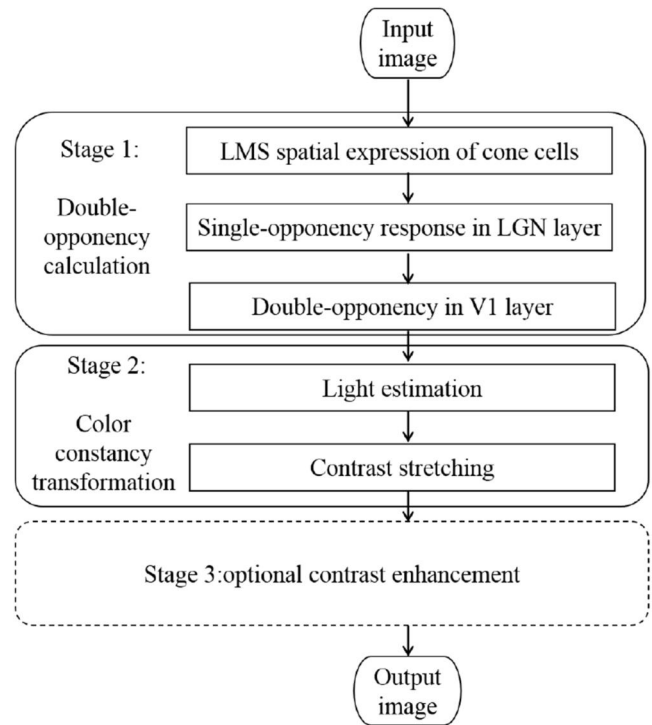 Input
image
Stage 1:
Double-
opponency
calculation
LMS spatial expression of cone cells
Single-opponency response in LGN layer
Double-opponency in V1 layer
Stage 2:
Color
constancy
transformation
Light estimation
Contrast stretching
Stage 3:optional contrast enhancement
Output
image